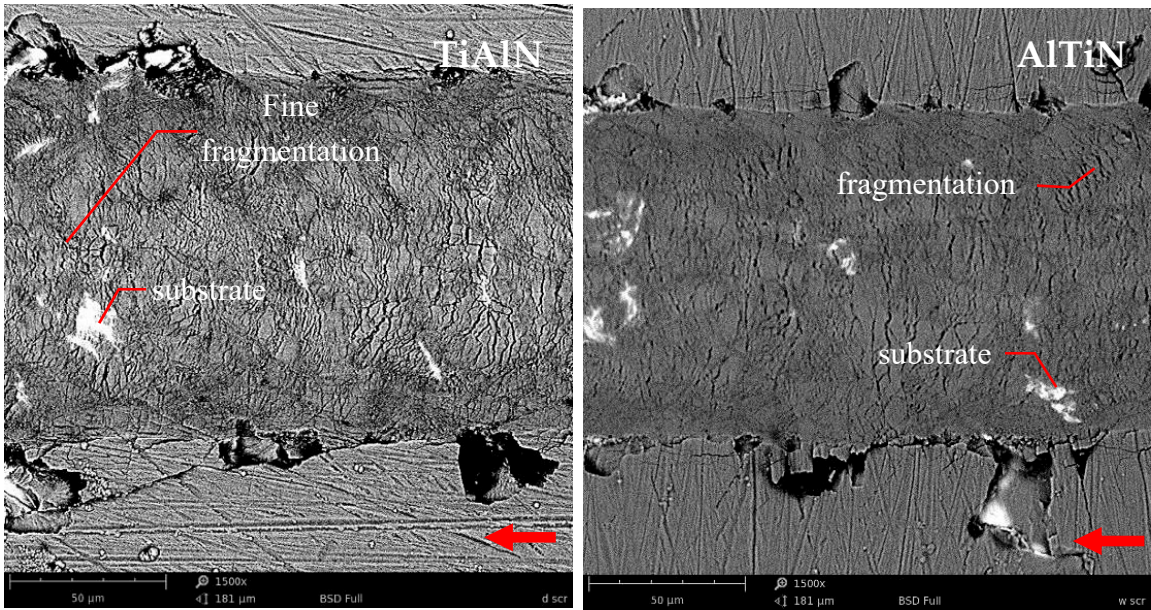 TiAlN
Fine
fragmentation
substrate
50 µm
1500x
181 µm
BSD Full
d scr
AlTiN
fragmentation
substrate
50 µm
1500x
181 µm
BSD Full
w scr